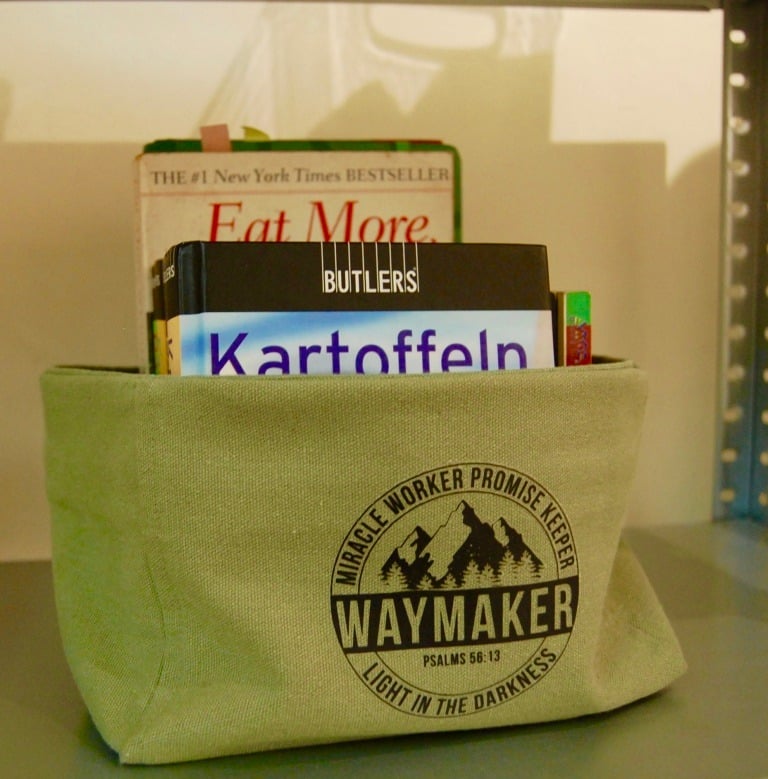 THE #1 New York Times BESTSELLER
Eat More,
BUTLERS
Kartoffeln
MIRACLE WORKER PROMISE KEEPER
WAYMAKER
PSALMS 56:13
LIGHT IN THE DARKNESS